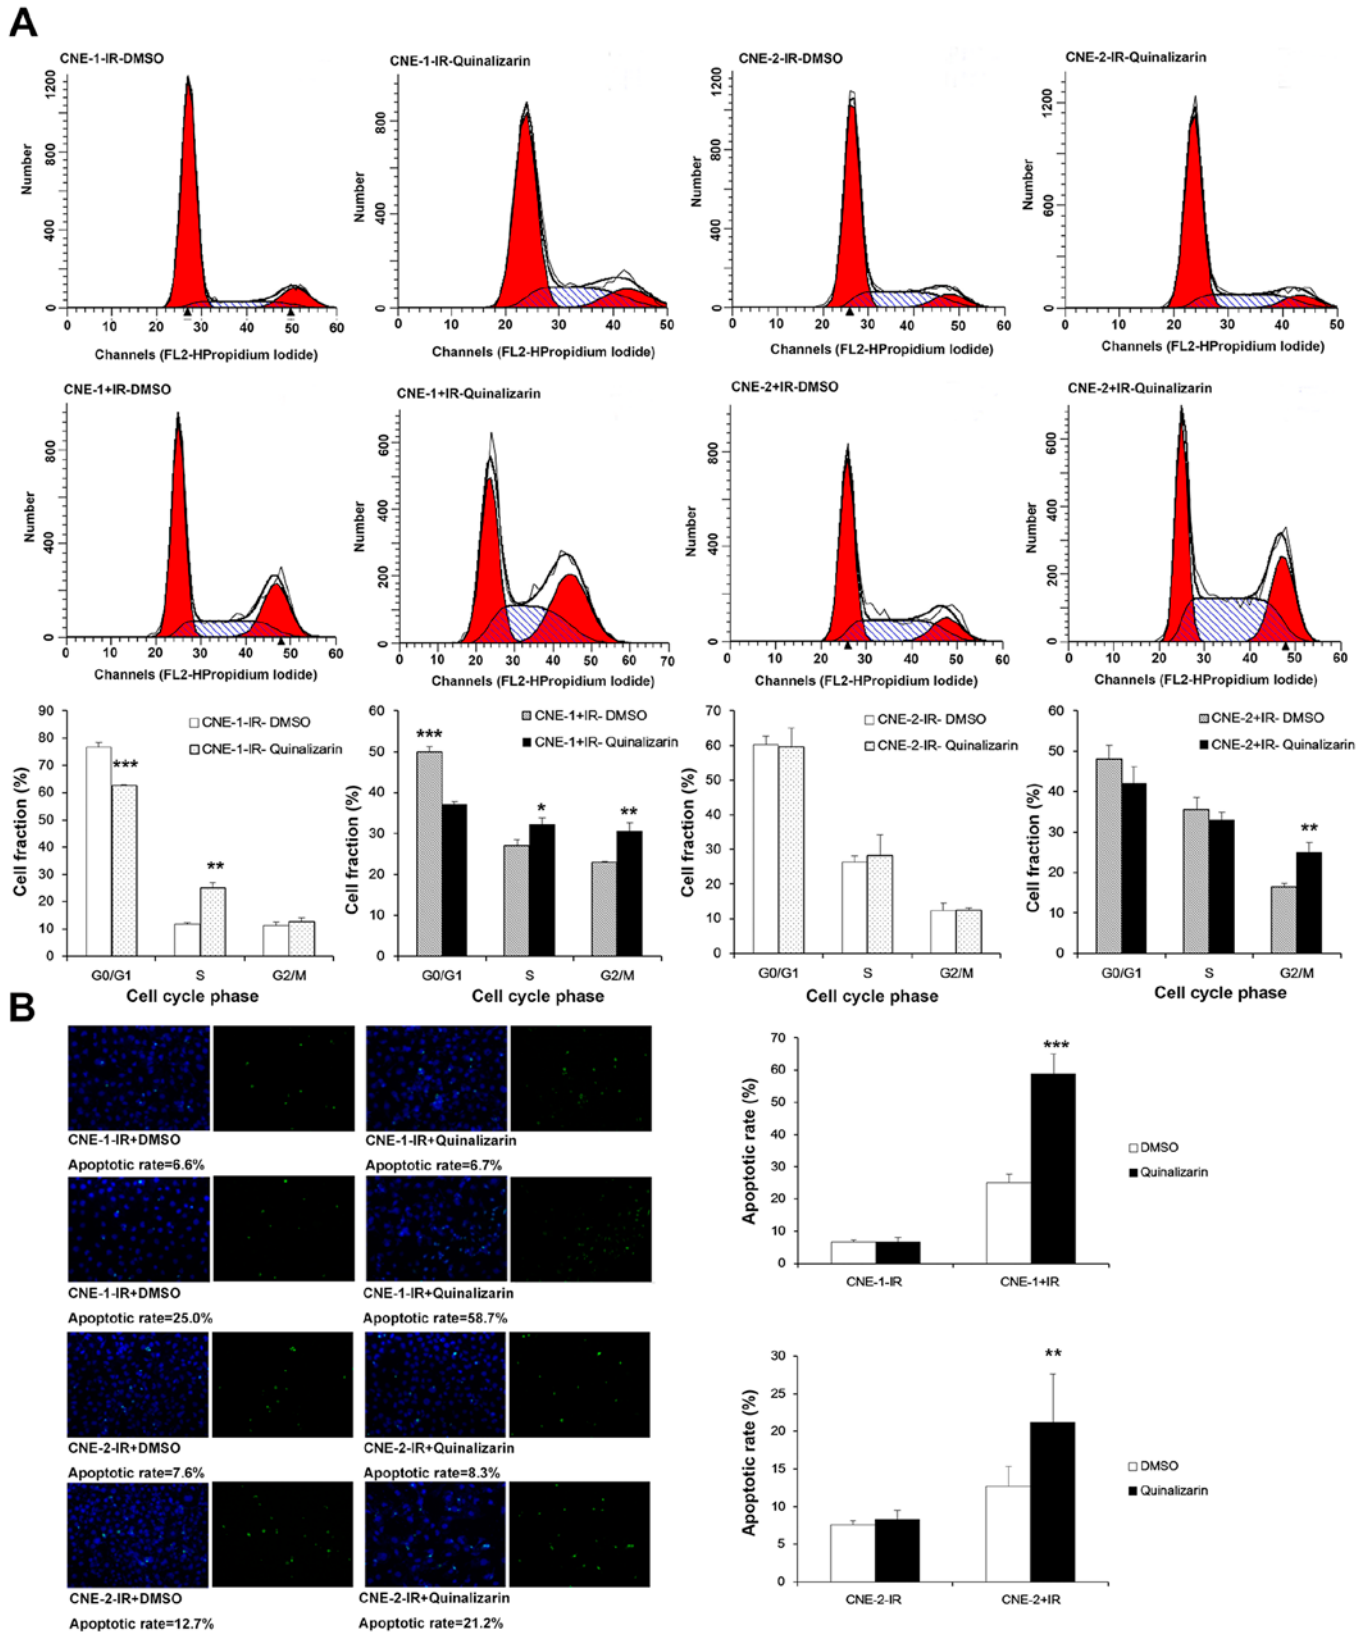 A
CNE-1-IR-DMSO
CNE-1-IR-Quinalizarin
CNE-2-IR-DMSO
CNE-2-IR-Quinalizarin
Number
1200
800
400
0
0 10 20 30 40 50 60
Channels (FL2-HPropidium Iodide)
Number
800
400
0
0 10 20 30 40 50
Channels (FL2-HPropidium Iodide)
Number
1200
800
400
0
0 10 20 30 40 50 60
Channels (FL2-HPropidium Iodide)
Number
1200
600
0
0 10 20 30 40 50
Channels (FL2-HPropidium Iodide)
CNE-1+IR-DMSO
CNE-1+IR-Quinalizarin
CNE-2+IR-DMSO
CNE-2+IR-Quinalizarin
Number
800
400
0
0 10 20 30 40 50 60
Channels (FL2-HPropidium Iodide)
Number
600
400
200
0
0 10 20 30 40 50 60 70
Channels (FL2-HPropidium Iodide)
Number
800
400
0
0 10 20 30 40 50 60
Channels (FL2-HPropidium Iodide)
Number
600
400
200
0
0 10 20 30 40 50 60
Channels (FL2-HPropidium Iodide)
Cell fraction (%)
90
80
70
60
50
40
30
20
10
0
CNE-1-IR- DMSO
CNE-1-IR- Quinalizarin
***
**
G0/G1 S G2/M
Cell cycle phase
Cell fraction (%)
60
50
40
30
20
10
0
CNE-1+IR- DMSO
CNE-1+IR- Quinalizarin
***
*
**
G0/G1 S G2/M
Cell cycle phase
Cell fraction (%)
70
60
50
40
30
20
10
0
CNE-2-IR- DMSO
CNE-2-IR- Quinalizarin
G0/G1 S G2/M
Cell cycle phase
Cell fraction (%)
60
50
40
30
20
10
0
CNE-2+IR- DMSO
CNE-2+IR- Quinalizarin
**
G0/G1 S G2/M
Cell cycle phase
B
CNE-1-IR+DMSO
Apoptotic rate=6.6%
CNE-1-IR+Quinalizarin
Apoptotic rate=6.7%
CNE-1-IR+DMSO
Apoptotic rate=25.0%
CNE-1-IR+Quinalizarin
Apoptotic rate=58.7%
CNE-2-IR+DMSO
Apoptotic rate=7.6%
CNE-2-IR+Quinalizarin
Apoptotic rate=8.3%
CNE-2-IR+DMSO
Apoptotic rate=12.7%
CNE-2-IR+Quinalizarin
Apoptotic rate=21.2%
Apoptotic rate (%)
70
60
50
40
30
20
10
0
***
DMSO
Quinalizarin
CNE-1-IR CNE-1+IR
Apoptotic rate (%)
30
25
20
15
10
5
0
**
DMSO
Quinalizarin
CNE-2-IR CNE-2+IR